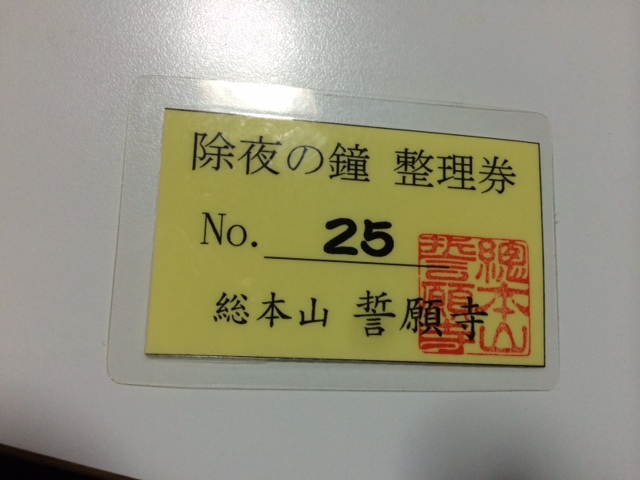 除夜の鐘 整理券
No. 25
総本山 誓願寺
總本山
誓願寺